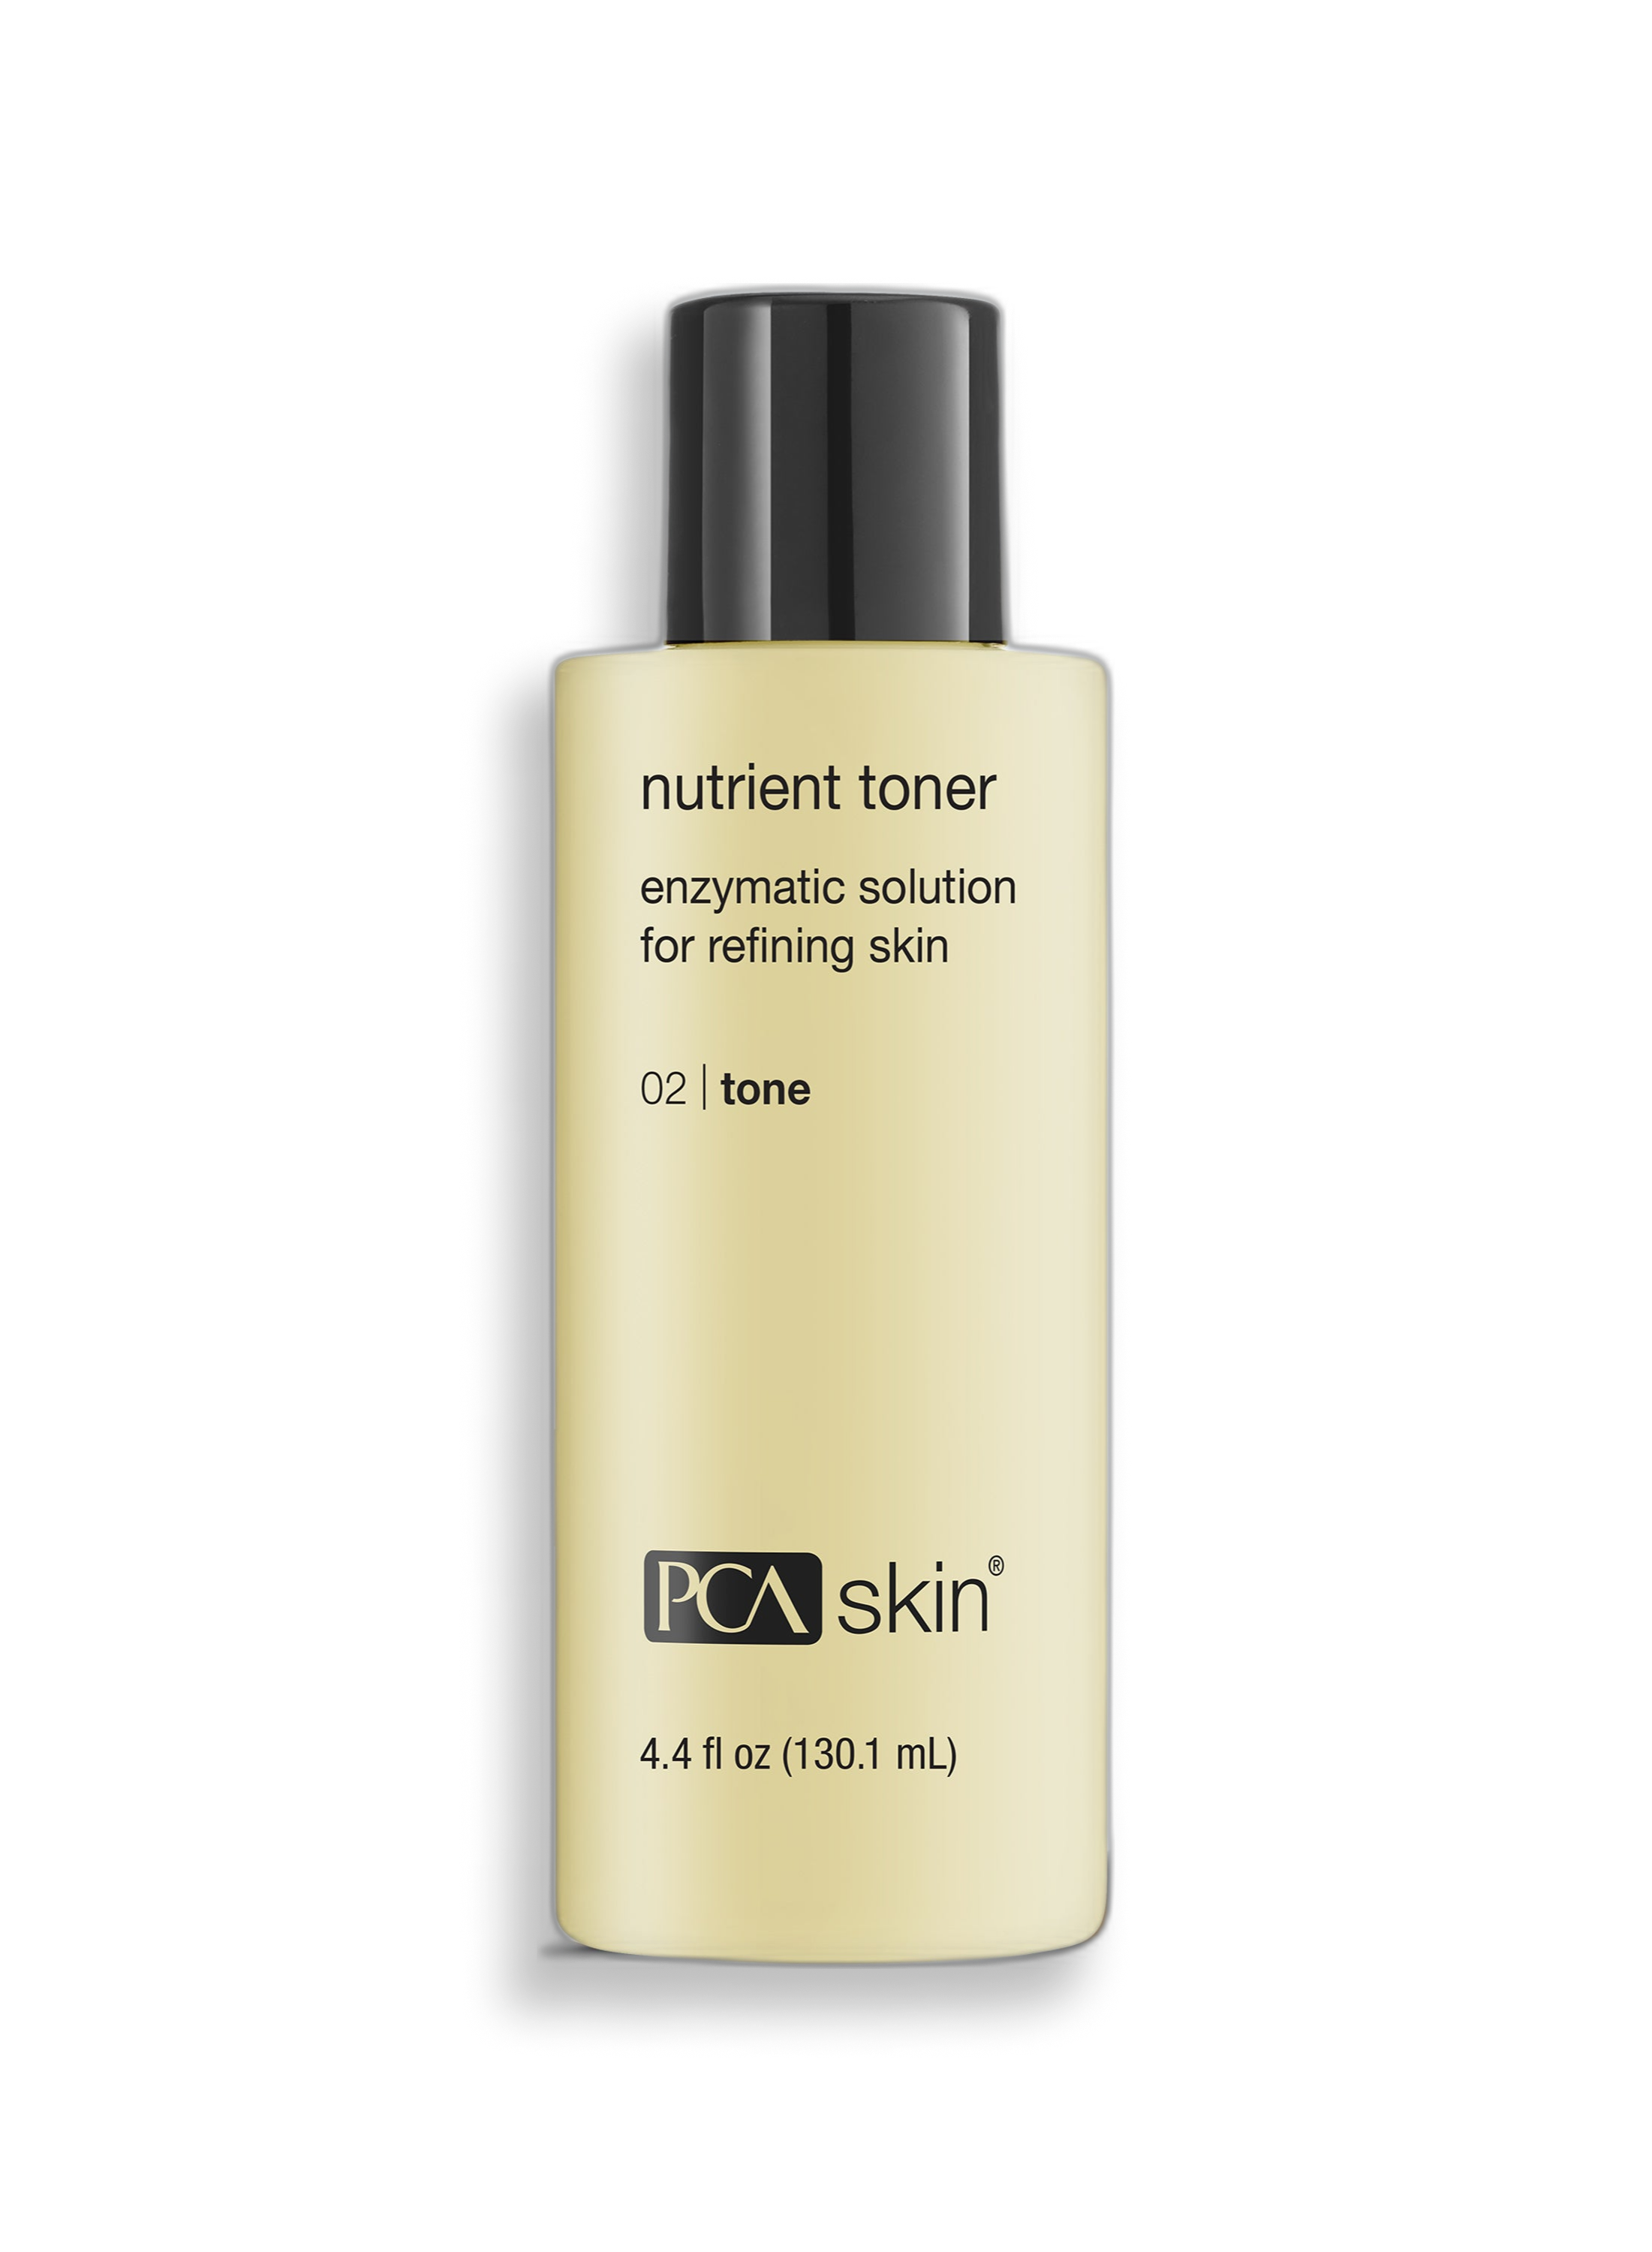 nutrient toner
enzymatic solution
for refining skin
02 | tone
PCA skin®
4.4 fl oz (130.1 mL)